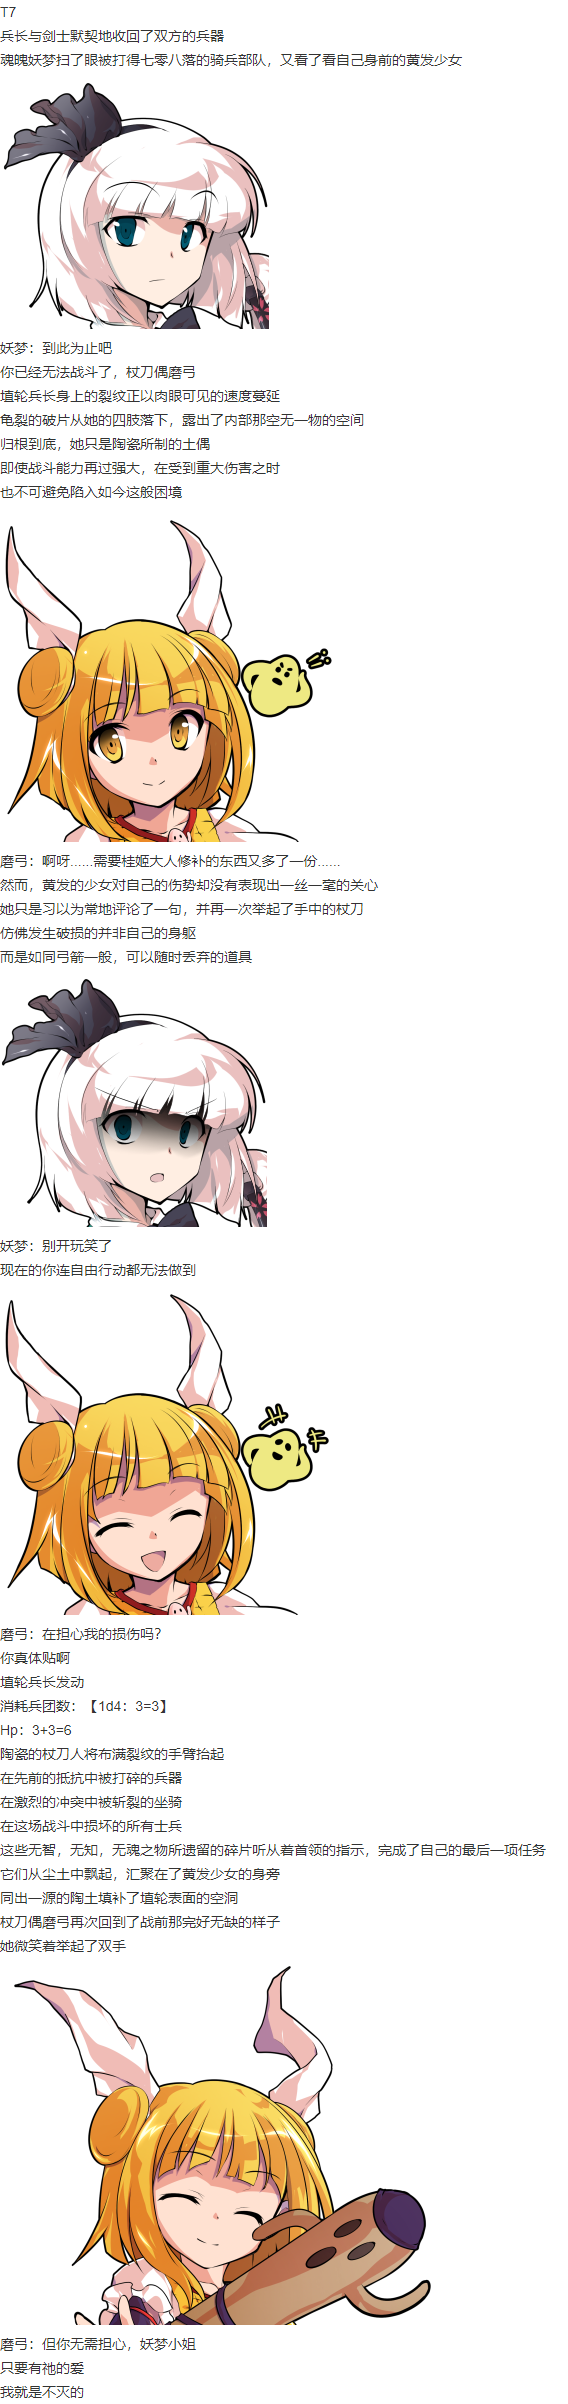 T7
兵长与剑士默契地收回了双方的兵器
魂魄妖梦扫了眼被打得七零八落的骑兵部队，又看了看自己身前的黄发少女
妖梦：到此为止吧
你已经无法战斗了，杖刀偶磨弓
埴轮兵长身上的裂纹正以肉眼可见的速度蔓延
龟裂的破片从她的四肢落下，露出了内部那空无一物的空间
归根到底，她只是陶瓷所制的土偶
即使战斗能力再过强大，在受到重大伤害之时
也不可避免陷入如今这般困境
磨弓：啊呀......需要桂姬大人修补的东西又多了一份......
然而，黄发的少女对自己的伤势却没有表现出一丝一毫的关心
她只是习以为常地评论了一句，并再一次举起了手中的杖刀
仿佛发生破损的并非自己的身躯
而是如同弓箭一般，可以随时丢弃的道具
妖梦：别开玩笑了
现在的你连自由行动都无法做到
磨弓：在担心我的损伤吗？
你真体贴啊
埴轮兵长发动
消耗兵团数：【1d4：3=3】
Hp：3+3=6
陶瓷的杖刀人将布满裂纹的手臂抬起
在先前的抵抗中被打碎的兵器
在激烈的冲突中被斩裂的坐骑
在这场战斗中损坏的所有士兵
这些无智，无知，无魂之物所遗留的碎片听从着首领的指示，完成了自己的最后一项任务
它们从尘土中飘起，汇聚在了黄发少女的身旁
同出一源的陶土填补了埴轮表面的空洞
杖刀偶磨弓再次回到了战前那完好无缺的样子
她微笑着举起了双手
磨弓：但你无需担心，妖梦小姐
只要有祂的爱
我就是不灭的